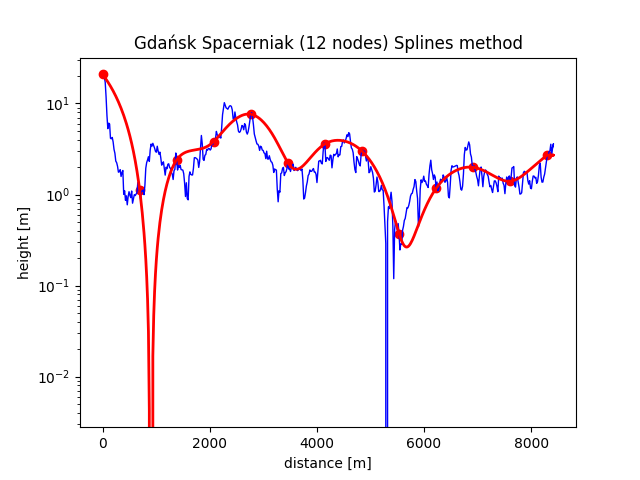 Gdańsk Spacerniak (12 nodes) Splines method
height [m]
10¹
10⁰
10⁻¹
10⁻²
0 2000 4000 6000 8000
distance [m]